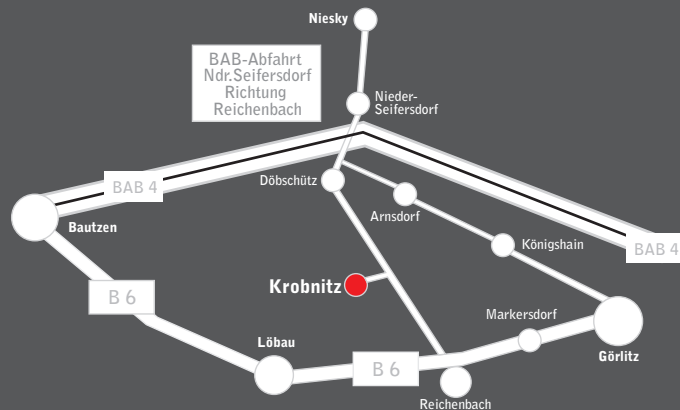 Niesky
BAB-Abfahrt
Ndr.Seifersdorf
Richtung
Reichenbach
Nieder-
Seifersdorf
Döbschütz
BAB 4
Arnsdorf
Bautzen
Königshain
BAB 4
Krobnitz
B 6
Markersdorf
Löbau
Görlitz
B 6
Reichenbach